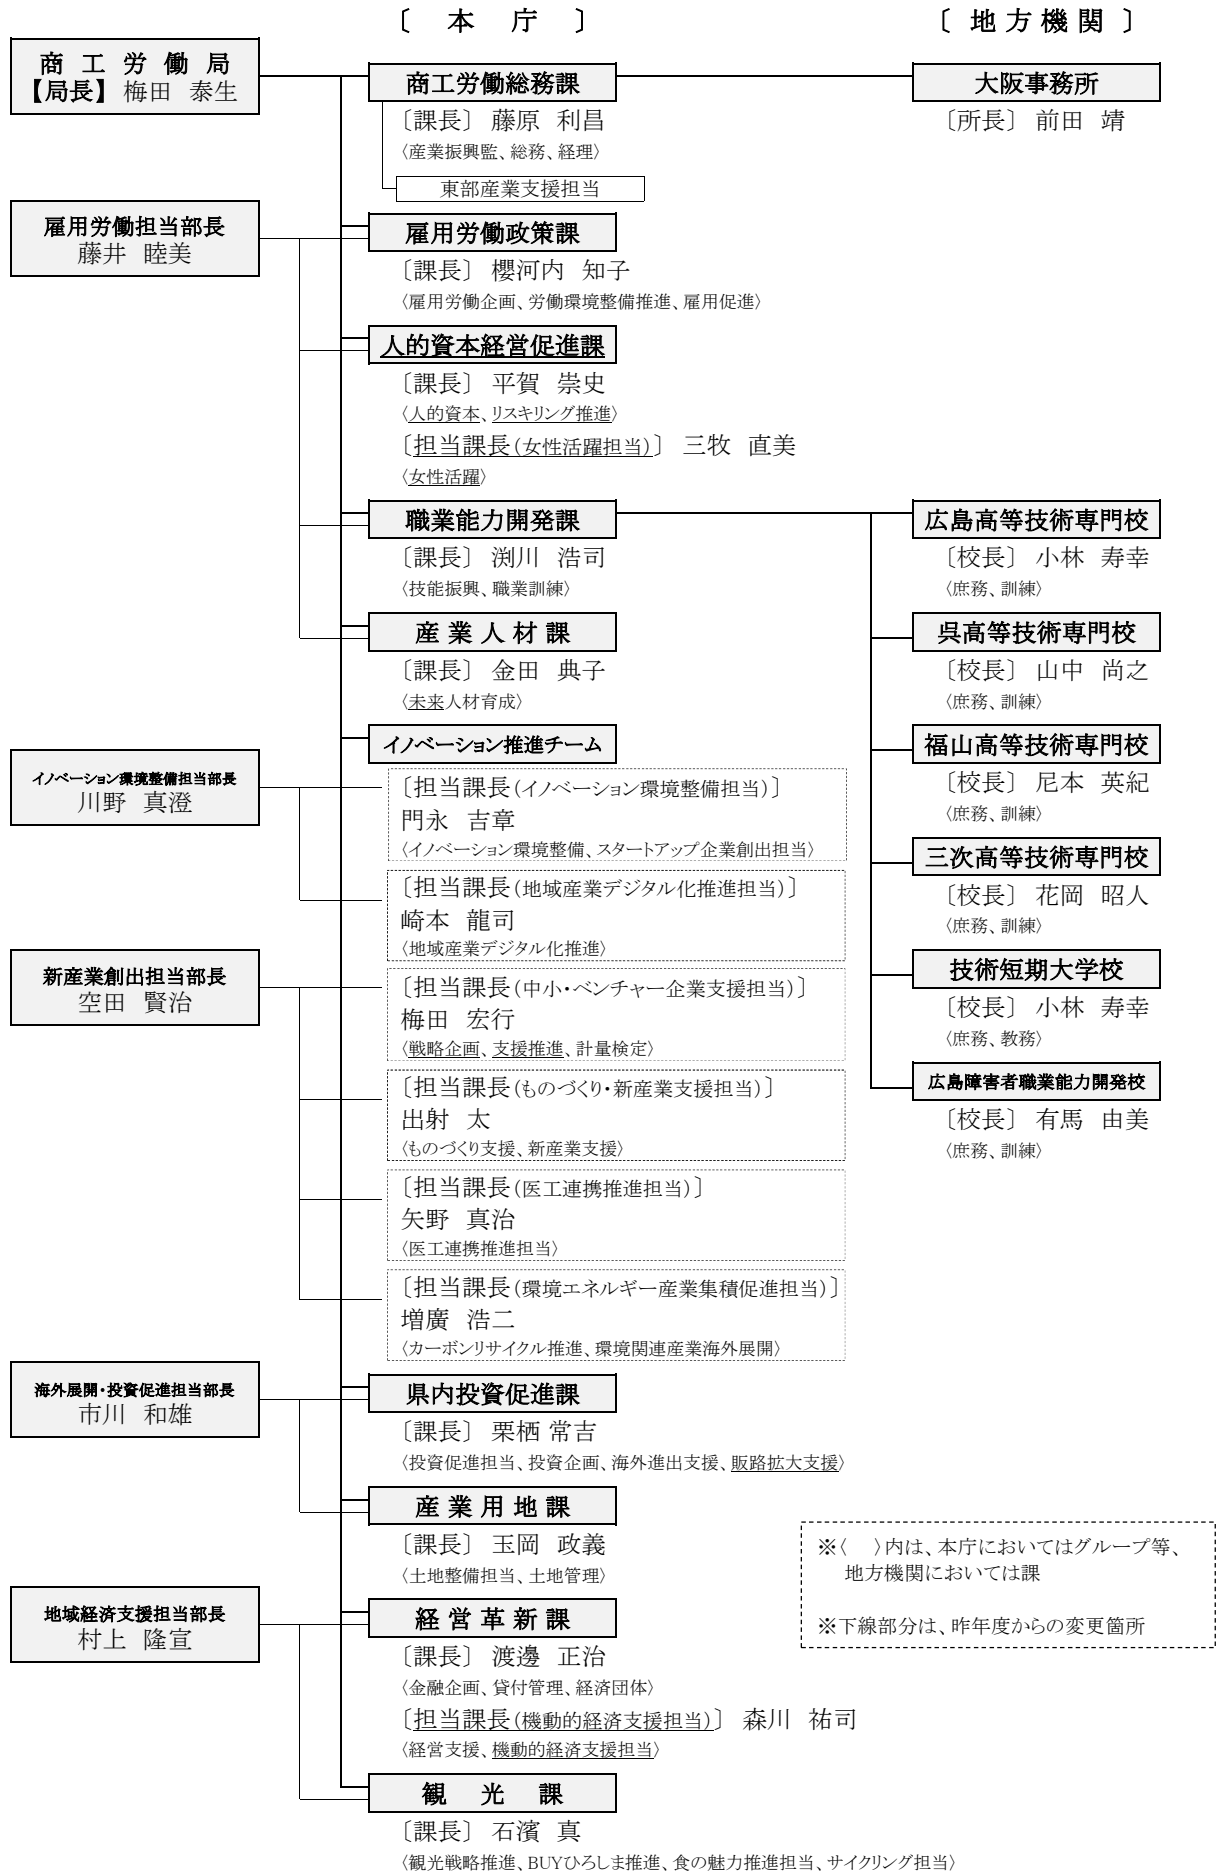 〔　本　庁　〕
〔 地 方 機 関 〕
商　工　労　働　局
【局長】 梅田　泰生
商工労働総務課
〔課長〕 藤原　利昌
〈産業振興監、総務、経理〉
東部産業支援担当
大阪事務所
〔所長〕 前田　靖
雇用労働担当部長
藤井　睦美
雇用労働政策課
〔課長〕 櫻河内　知子
〈雇用労働企画、労働環境整備推進、雇用促進〉
人的資本経営促進課
〔課長〕 平賀　崇史
〈人的資本、リスキリング推進〉
〔担当課長(女性活躍担当)〕 三牧　直美
〈女性活躍〉
職業能力開発課
〔課長〕 渕川　浩司
〈技能振興、職業訓練〉
産 業 人 材 課
〔課長〕 金田　典子
〈未来人材育成〉
広島高等技術専門校
〔校長〕 小林　寿幸
〈庶務、訓練〉
呉高等技術専門校
〔校長〕 山中　尚之
〈庶務、訓練〉
福山高等技術専門校
〔校長〕 尼本　英紀
〈庶務、訓練〉
三次高等技術専門校
〔校長〕 花岡　昭人
〈庶務、訓練〉
技術短期大学校
〔校長〕 小林　寿幸
〈庶務、教務〉
広島障害者職業能力開発校
〔校長〕 有馬　由美
〈庶務、訓練〉
イノベーション推進チーム
イノベーション環境整備担当部長
川野　真澄
〔担当課長(イノベーション環境整備担当)〕
門永　吉章
〈イノベーション環境整備、スタートアップ企業創出担当〉
〔担当課長(地域産業デジタル化推進担当)〕
崎本　龍司
〈地域産業デジタル化推進〉
新産業創出担当部長
空田　賢治
〔担当課長(中小・ベンチャー企業支援担当)〕
梅田　宏行
〈戦略企画、支援推進、計量検定〉
〔担当課長(ものづくり・新産業支援担当)〕
出射　太
〈ものづくり支援、新産業支援〉
〔担当課長(医工連携推進担当)〕
矢野　真治
〈医工連携推進担当〉
〔担当課長(環境エネルギー産業集積促進担当)〕
増廣　浩二
〈カーボンリサイクル推進、環境関連産業海外展開〉
海外展開・投資促進担当部長
市川　和雄
県内投資促進課
〔課長〕 栗栖 常吉
〈投資促進担当、投資企画、海外進出支援、販路拡大支援〉
産 業 用 地 課
〔課長〕 玉岡　政義
〈土地整備担当、土地管理〉
地域経済支援担当部長
村上　隆宣
経 営 革 新 課
〔課長〕 渡邊　正治
〈金融企画、貸付管理、経済団体〉
〔担当課長(機動的経済支援担当)〕 森川　祐司
〈経営支援、機動的経済支援担当〉
観　光　課
〔課長〕 石濱　真
〈観光戦略推進、BUYひろしま推進、食の魅力推進担当、サイクリング担当〉
※〈　〉内は、本庁においてはグループ等、
地方機関においては課
※下線部分は、昨年度からの変更箇所